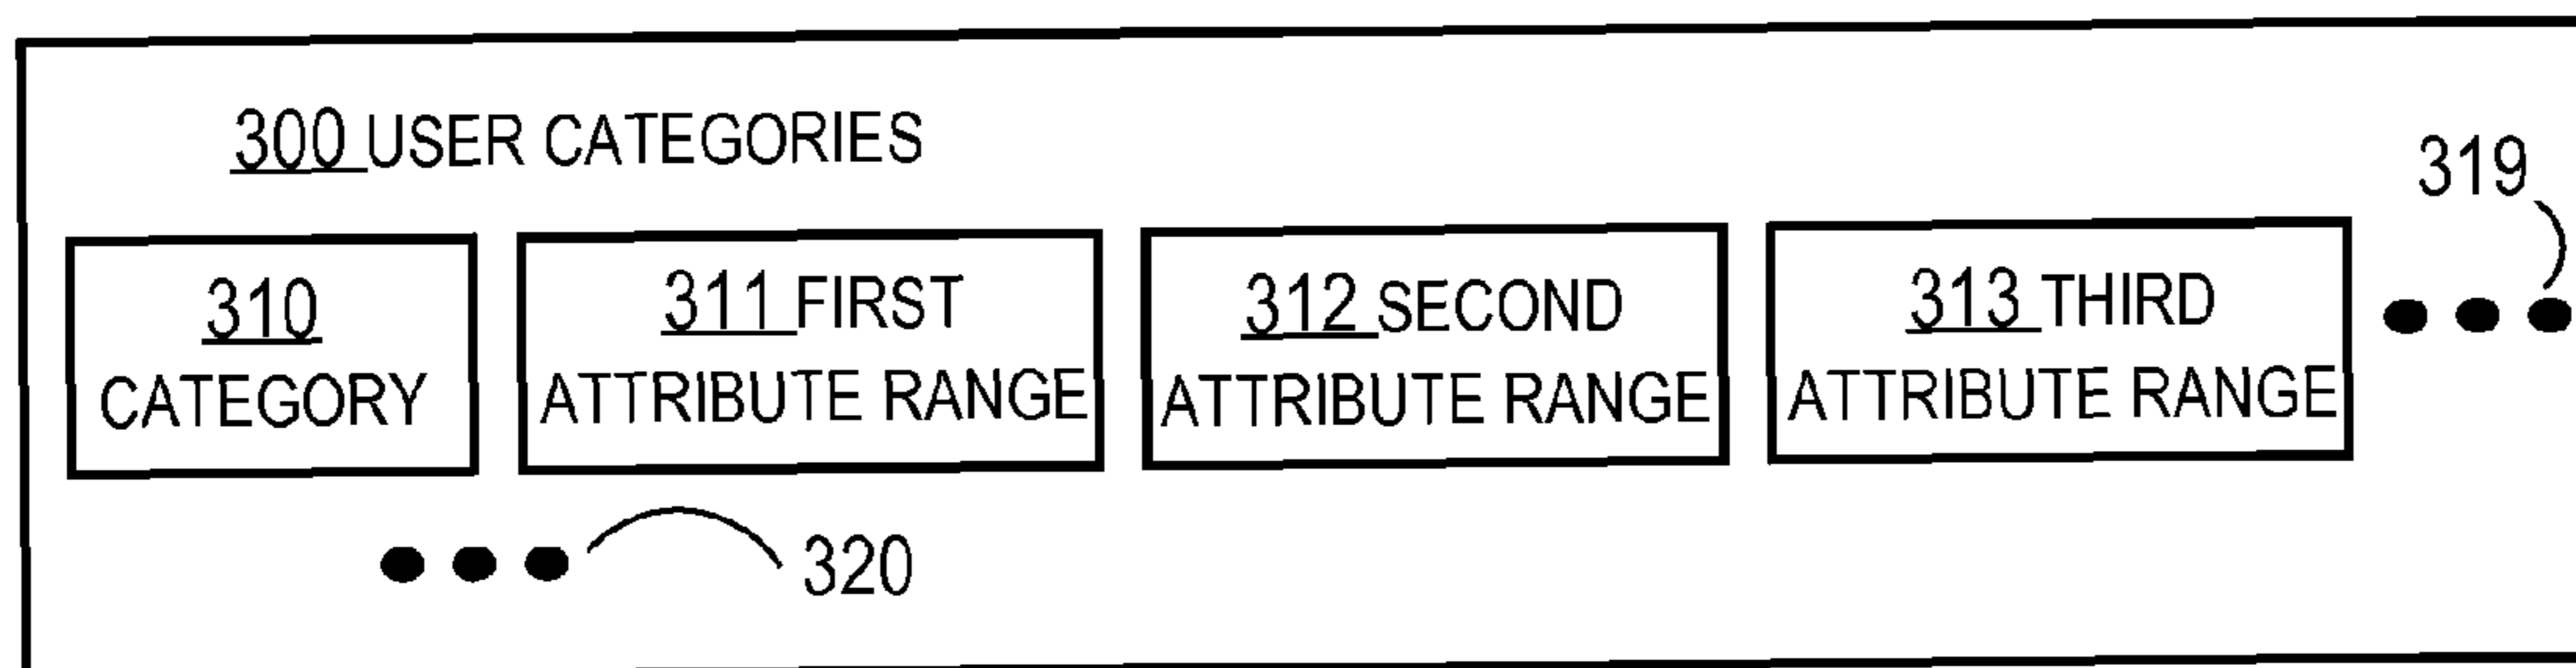 300 USER CATEGORIES
319
310
CATEGORY
311 FIRST
ATTRIBUTE RANGE
312 SECOND
ATTRIBUTE RANGE
313 THIRD
ATTRIBUTE RANGE
320